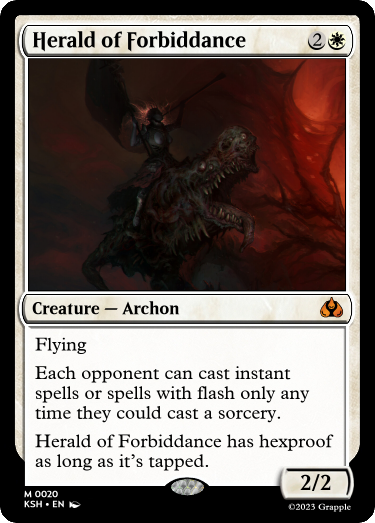 Herald of Forbiddance 2
Creature — Archon
Flying
Each opponent can cast instant
spells or spells with flash only any
time they could cast a sorcery.
Herald of Forbiddance has hexproof
as long as it's tapped.
2/2
M 0020
KSH • EN
©2023 Grapple